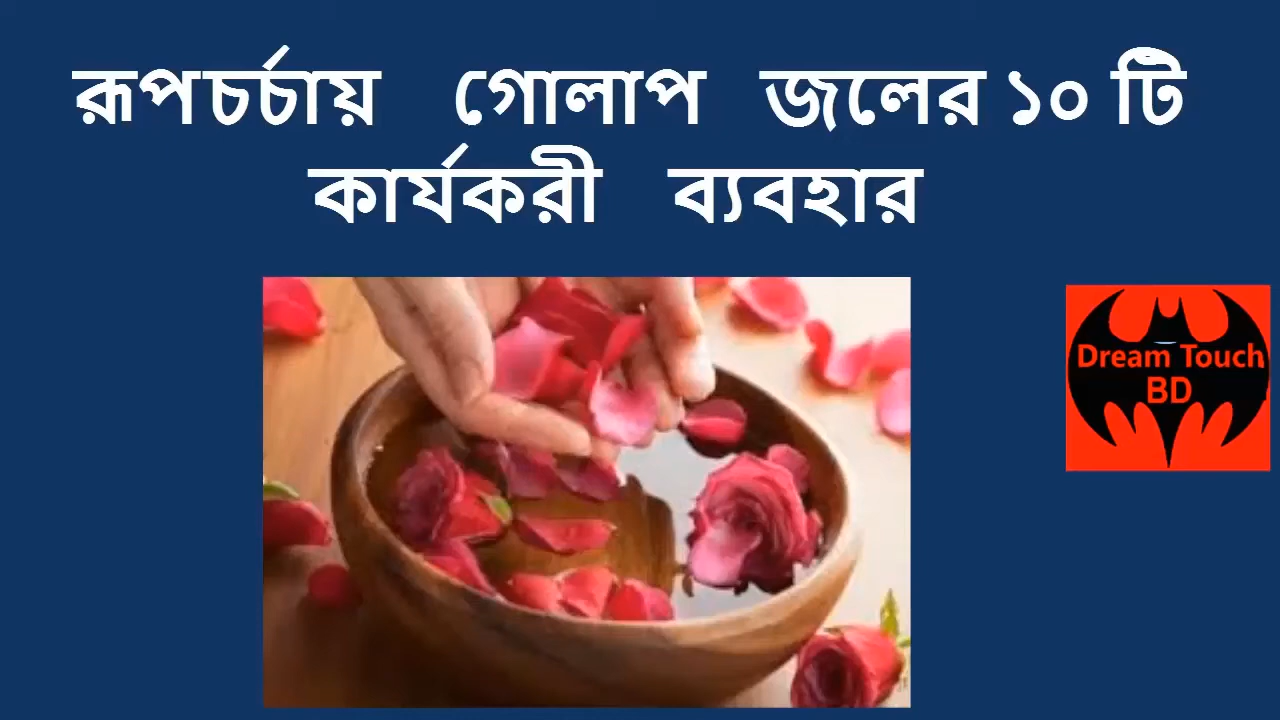 রূপচর্চায় গোলাপ জলের ১০ টি
কার্যকরী ব্যবহার
Dream Touch
BD